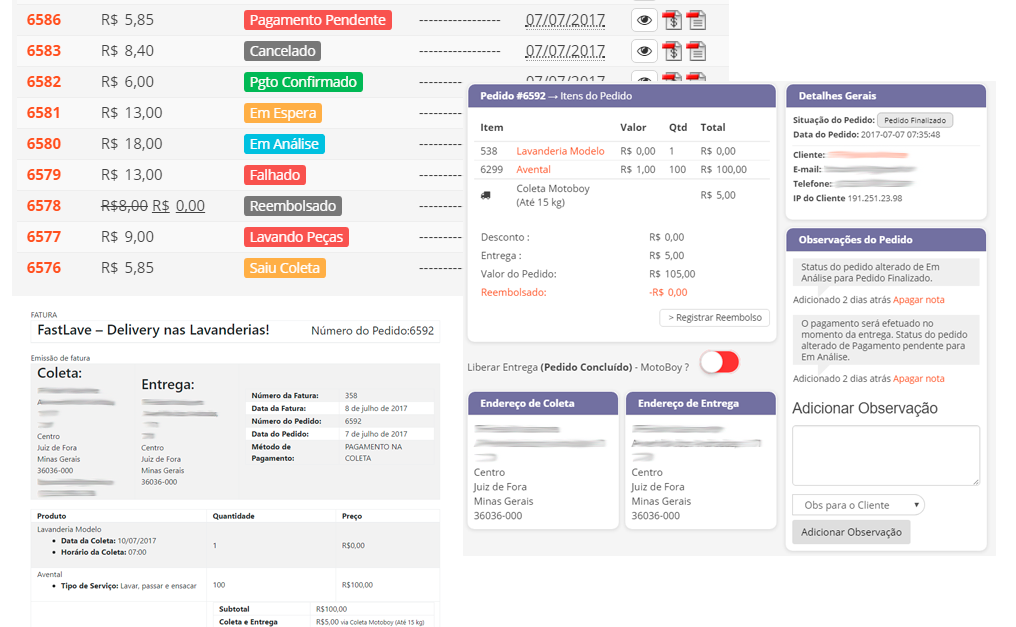 6586 R$ 5,85 Pagamento Pendente ----------------- 07/07/2017
6583 R$ 8,40 Cancelado ----------------- 07/07/2017
6582 R$ 6,00 Pgto Confirmado ----------------- 07/07/2017
6581 R$ 13,00 Em Espera ---------
6580 R$ 18,00 Em Análise ---------
6579 R$ 13,00 Falhado ---------
6578 R$8,00 R$ 0,00 Reembolsado ---------
6577 R$ 9,00 Lavando Peças ---------
6576 R$ 5,85 Saiu Coleta ---------
Pedido #6592 → Itens do Pedido
Item Valor Qtd Total
538 Lavanderia Modelo R$ 0,00 1 R$ 0,00
6299 Avental R$ 1,00 100 R$ 100,00
Coleta Motoboy
(Até 15 kg) R$ 5,00
Desconto : R$ 0,00
Entrega : R$ 5,00
Valor do Pedido: R$ 105,00
Reembolsado: -R$ 0,00
> Registrar Reembolso
Liberar Entrega (Pedido Concluído) - MotoBoy ?
Endereço de Coleta
Centro
Juiz de Fora
Minas Gerais
36036-000
Endereço de Entrega
Centro
Juiz de Fora
Minas Gerais
36036-000
Detalhes Gerais
Situação do Pedido: Pedido Finalizado
Data do Pedido: 2017-07-07 07:35:48
Cliente:
E-mail:
Telefone:
IP do Cliente 191.251.23.98
Observações do Pedido
Status do pedido alterado de Em
Análise para Pedido Finalizado.
Adicionado 2 dias atrás Apagar nota
O pagamento será efetuado no
momento da entrega. Status do pedido
alterado de Pagamento pendente para
Em Análise.
Adicionado 2 dias atrás Apagar nota
Adicionar Observação
Obs para o Cliente
Adicionar Observação
FATURA
FastLave – Delivery nas Lavanderias! Número do Pedido:6592
Emissão de fatura
Coleta:
Centro
Juiz de Fora
Minas Gerais
36036-000
Entrega:
Centro
Juiz de Fora
Minas Gerais
36036-000
Número da Fatura: 358
Data da Fatura: 8 de julho de 2017
Número do Pedido: 6592
Data do Pedido: 7 de julho de 2017
Método de PAGAMENTO NA
Pagamento: COLETA
Produto Quantidade Preço
Lavanderia Modelo
• Data da Coleta: 10/07/2017
• Horário da Coleta: 07:00
1 R$0,00
Avental
• Tipo de Serviço: Lavar, passar e ensacar
100 R$100,00
Subtotal R$100,00
Coleta e Entrega R$5,00 via Coleta Motoboy (Até 15 kg)